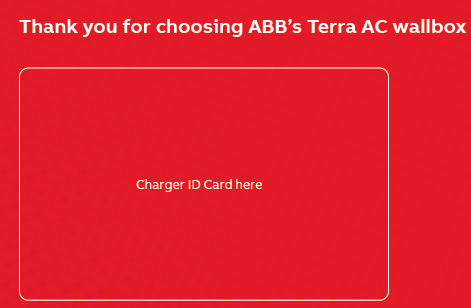 Thank you for choosing ABB’s Terra AC wallbox
Charger ID Card here